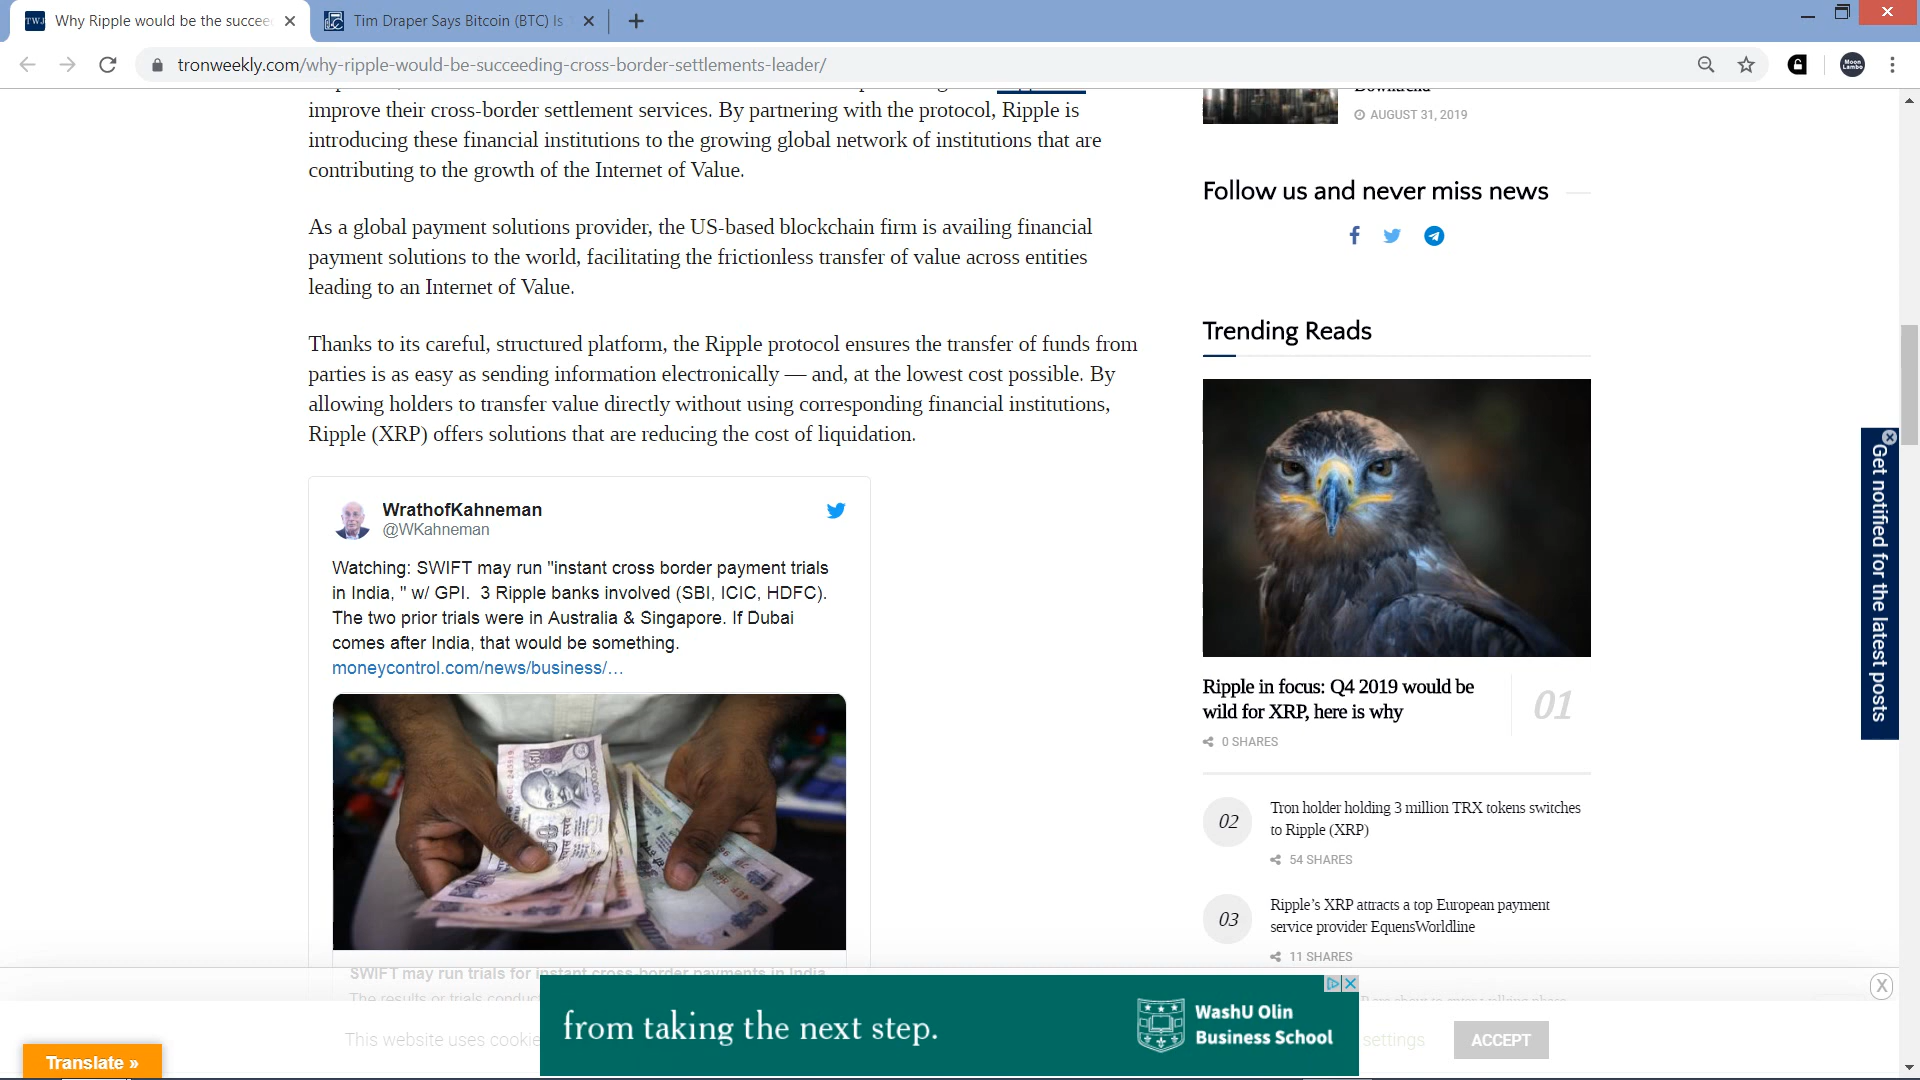 TWJ Why Ripple would be the succee
Tim Draper Says Bitcoin (BTC) Is
tronweekly.com/why-ripple-would-be-succeeding-cross-border-settlements-leader/
Moon Lambo
improve their cross-border settlement services. By partnering with the protocol, Ripple is
introducing these financial institutions to the growing global network of institutions that are
contributing to the growth of the Internet of Value.
As a global payment solutions provider, the US-based blockchain firm is availing financial
payment solutions to the world, facilitating the frictionless transfer of value across entities
leading to an Internet of Value.
Thanks to its careful, structured platform, the Ripple protocol ensures the transfer of funds from
parties is as easy as sending information electronically — and, at the lowest cost possible. By
allowing holders to transfer value directly without using corresponding financial institutions,
Ripple (XRP) offers solutions that are reducing the cost of liquidation.
WrathofKahneman
@WKahneman
Watching: SWIFT may run "instant cross border payment trials
in India, " w/ GPI.  3 Ripple banks involved (SBI, ICIC, HDFC).
The two prior trials were in Australia & Singapore. If Dubai
comes after India, that would be something.
moneycontrol.com/news/business/…
SWIFT may run trials for instant cross-border payments in India
The results or trials conduc
This website uses cookie
settings
ACCEPT
Translate »
from taking the next step.
WashU Olin
Business School
Downtrend
AUGUST 31, 2019
Follow us and never miss news
Trending Reads
Ripple in focus: Q4 2019 would be
wild for XRP, here is why
01
0 SHARES
02
Tron holder holding 3 million TRX tokens switches
to Ripple (XRP)
54 SHARES
03
Ripple’s XRP attracts a top European payment
service provider EquensWorldline
11 SHARES
Get notified for the latest posts
X